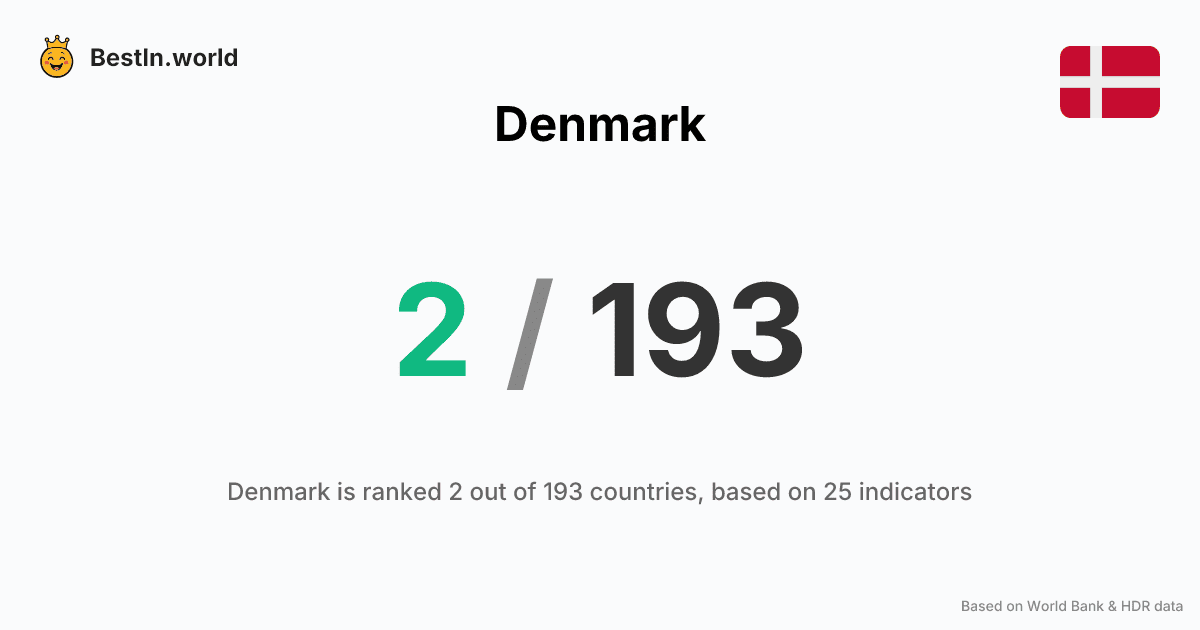 BestIn.world
Denmark
2 / 193
Denmark is ranked 2 out of 193 countries, based on 25 indicators
Based on World Bank & HDR data